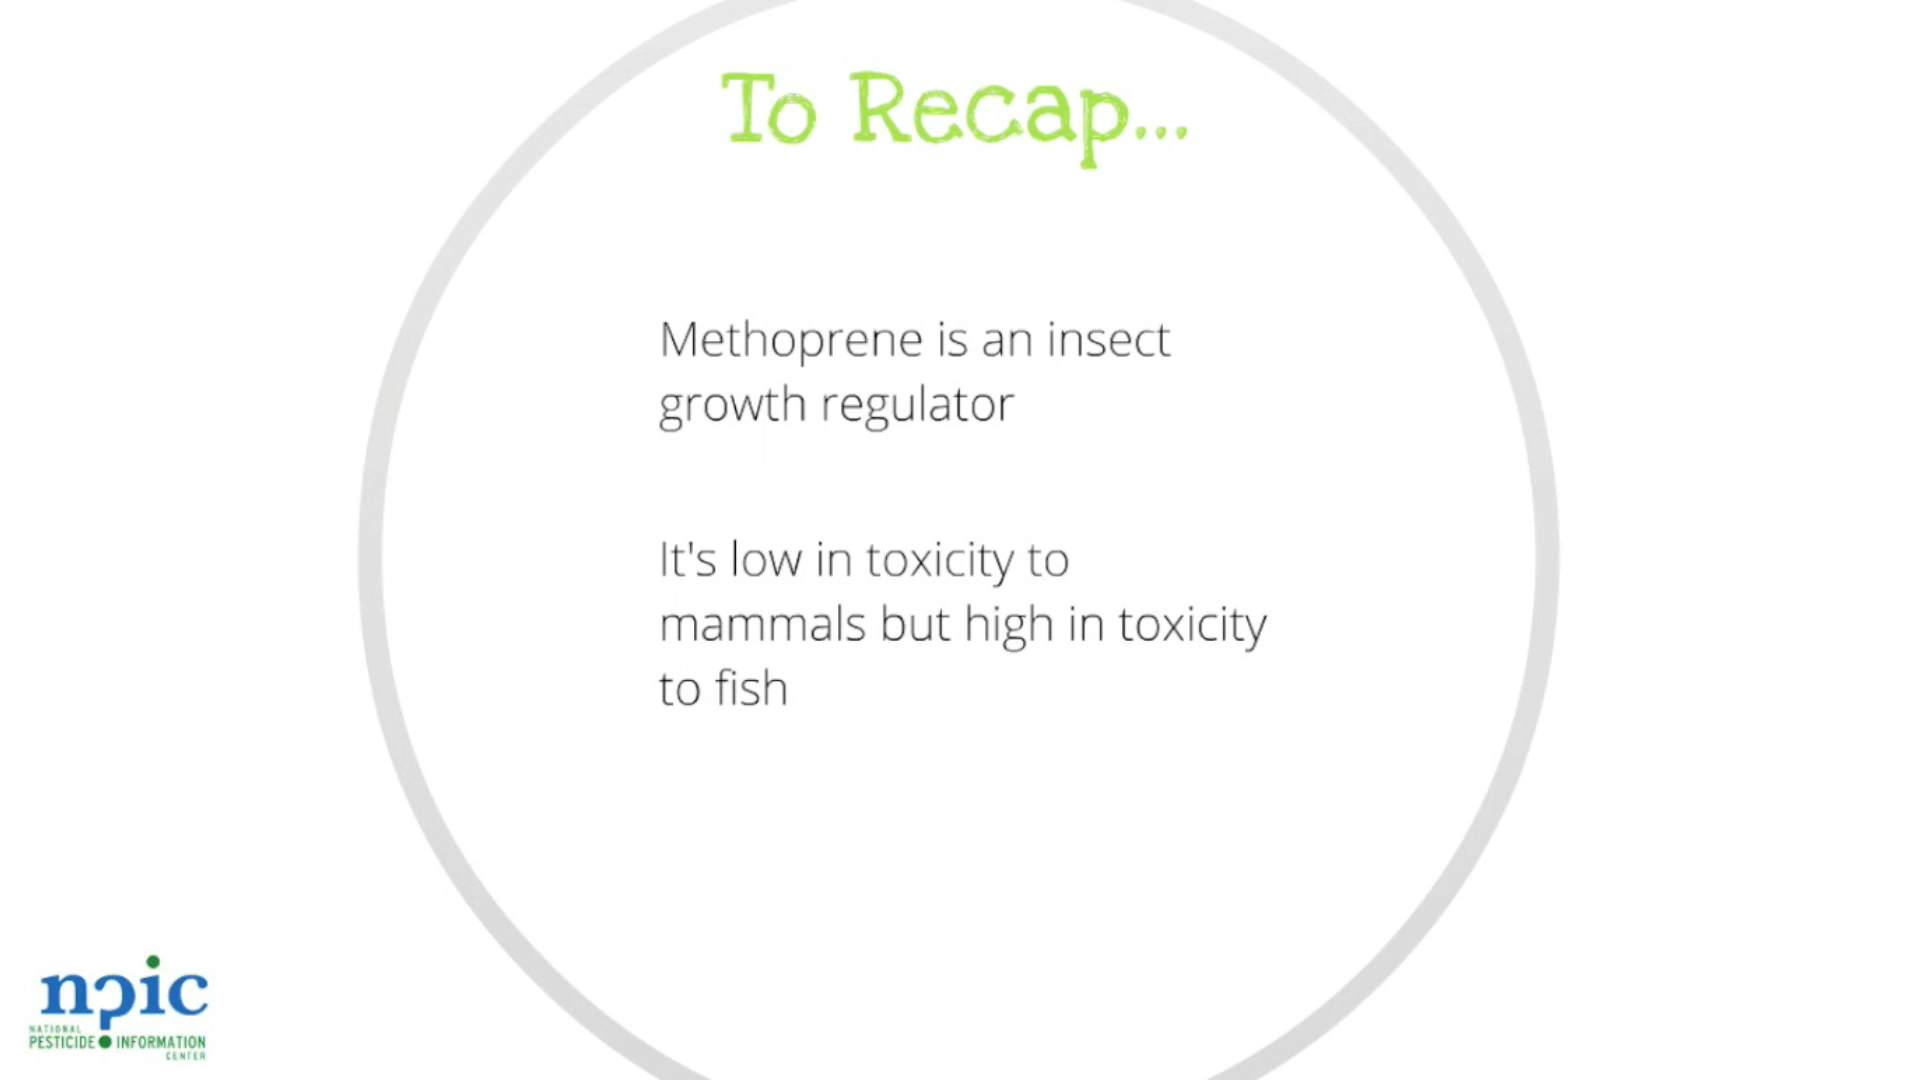 To Recap...
Methoprene is an insect
growth regulator
It's low in toxicity to
mammals but high in toxicity
to fish
npic
NATIONAL
PESTICIDE INFORMATION
CENTER